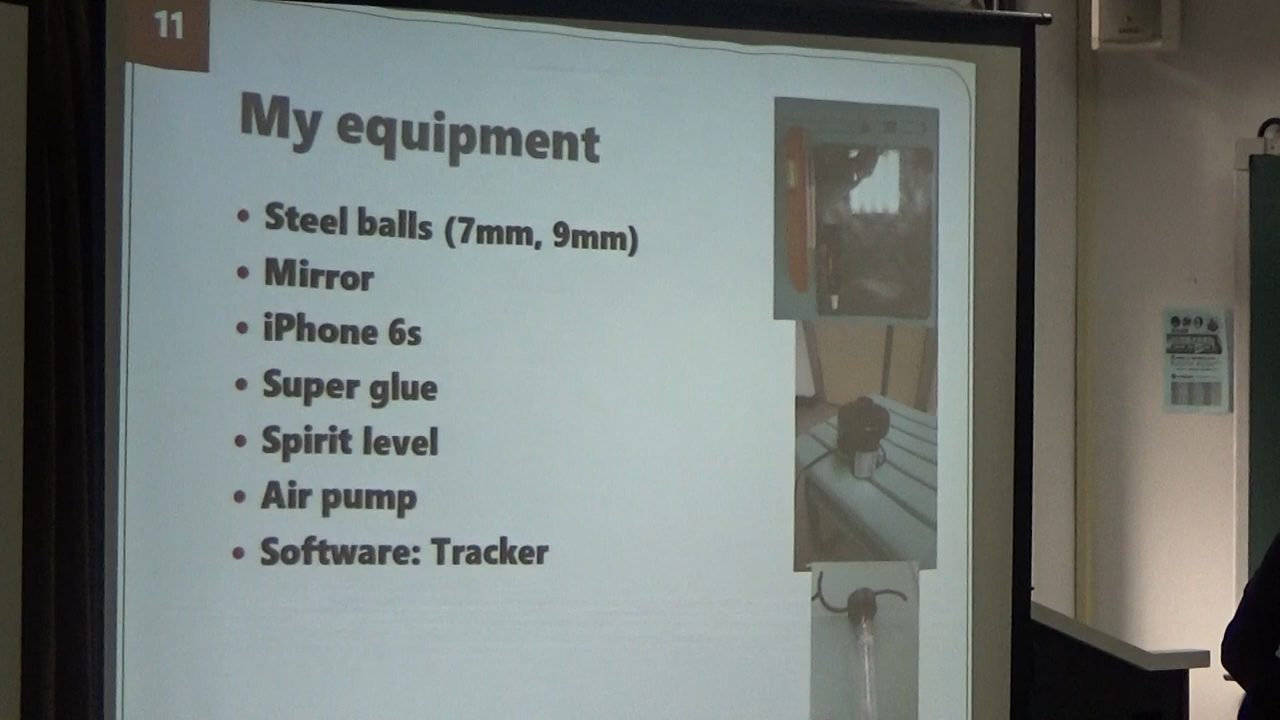 11
My equipment
• Steel balls (7mm, 9mm)
• Mirror
• iPhone 6s
• Super glue
• Spirit level
• Air pump
• Software: Tracker